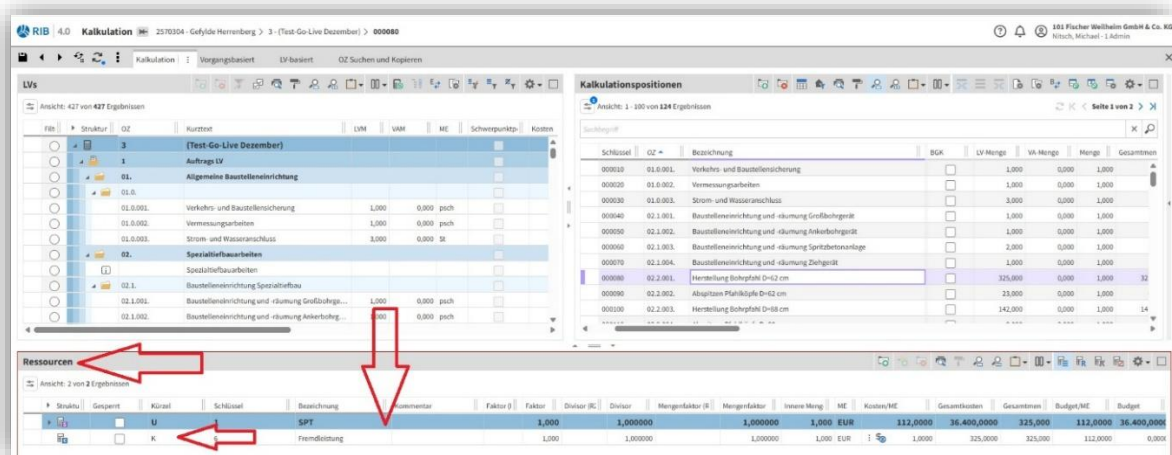 RIB 4.0 Kalkulation 2570304 - Gefylde Herrenberg > 3 - (Test-Go-Live Dezember) > 000080
101 Fischer Weilheim GmbH & Co. KG
Nitsch, Michael - 1 Admin
Kalkulation Vorgangsbasiert LV-basiert OZ Suchen und Kopieren
LVs
Ansicht: 427 von 427 Ergebnissen
Filt Struktur OZ Kurztext LVM VAM ME Schwerpunktp- Kosten
3 (Test-Go-Live Dezember)
1 Auftrags LV
01. Allgemeine Baustelleneinrichtung
01.0.
01.0.001. Verkehrs- und Baustellensicherung 1,000 0,000 psch
01.0.002. Vermessungsarbeiten 1,000 0,000 psch
01.0.003. Strom- und Wasseranschluss 3,000 0,000 St
02. Spezialtiefbauarbeiten
Spezialtiefbauarbeiten
02.1. Baustelleneinrichtung Spezialtiefbau
02.1.001. Baustelleneinrichtung und -räumung Großbohrge... 1,000 0,000 psch
02.1.002. Baustelleneinrichtung und -räumung Ankerbohrg... 0,000 psch
Kalkulationspositionen
Ansicht: 1 - 100 von 124 Ergebnissen Seite 1 von 2
Suchbegriff
Schlüssel OZ Bezeichnung BGK LV-Menge VA-Menge Menge Gesamtmen
000010 01.0.001. Verkehrs- und Baustellensicherung 1,000 0,000 1,000
000020 01.0.002. Vermessungsarbeiten 1,000 0,000 1,000
000030 01.0.003. Strom- und Wasseranschluss 3,000 0,000 1,000
000040 02.1.001. Baustelleneinrichtung und -räumung Großbohrgerät 1,000 0,000 1,000
000050 02.1.002. Baustelleneinrichtung und -räumung Ankerbohrgerät 1,000 0,000 1,000
000060 02.1.003. Baustelleneinrichtung und -räumung Spritzbetonanlage 2,000 0,000 1,000
000070 02.1.004. Baustelleneinrichtung und -räumung Ziehgerät 1,000 0,000 1,000
000080 02.2.001. Herstellung Bohrpfahl D=62 cm 325,000 0,000 1,000 32
000090 02.2.002. Abspitzen Pfahlköpfe D=62 cm 23,000 0,000 1,000
000100 02.2.003. Herstellung Bohrpfahl D=68 cm 142,000 0,000 1,000 14
Ressourcen
Ansicht: 2 von 2 Ergebnissen
Struktu Gesperrt Kürzel Schlüssel Bezeichnung Kommentar Faktor (I Faktor Divisor (IC Divisor Mengenfaktor (R Mengenfaktor Innere Meng ME Kosten/ME Gesamtkosten Gesamtmen ME Budget/ME Budget
U SPT 1,000 1,000000 1,000000 1,000 EUR 112,0000 36.400,0000 325,000 112,0000 36.400,0000
K Fremdleistung 1,000 1,000000 1,000000 1,000 EUR 1,0000 325,0000 325,000 112,0000 0,0000